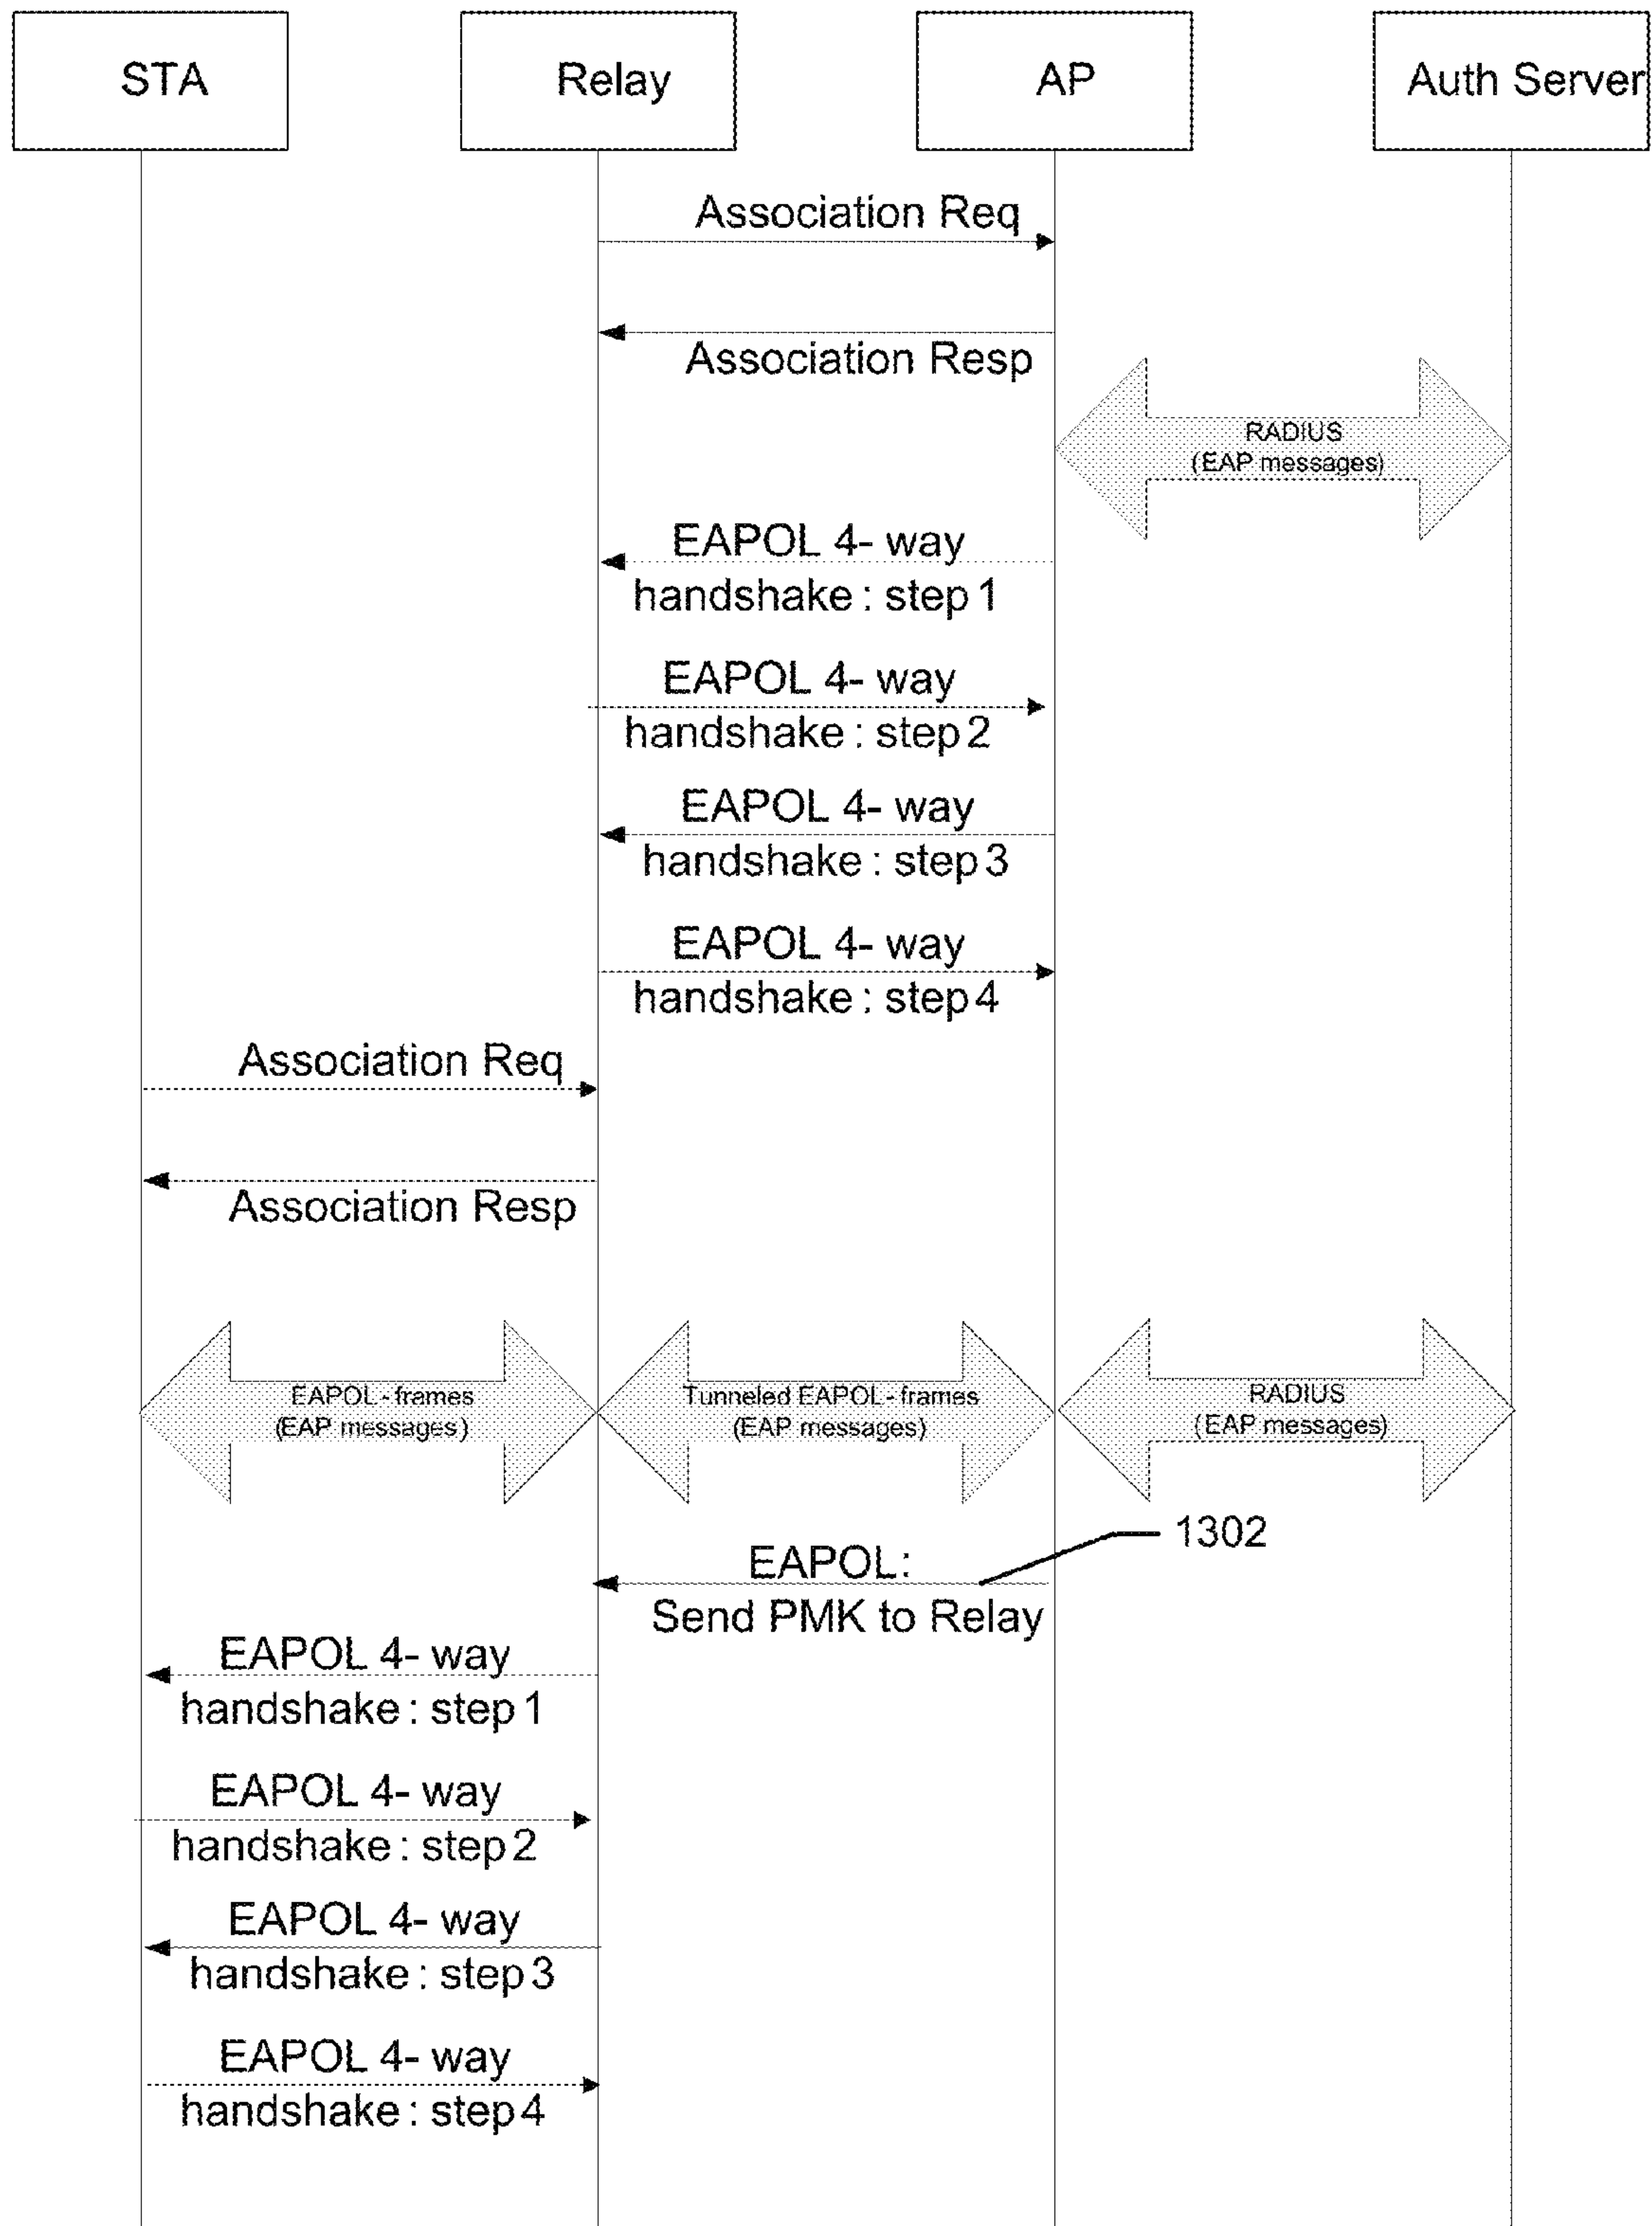 STA
Relay
AP
Auth Server
Association Req
Association Resp
RADIUS
(EAP messages)
EAPOL 4- way
handshake : step 1
EAPOL 4- way
handshake : step 2
EAPOL 4- way
handshake : step 3
EAPOL 4- way
handshake : step 4
Association Req
Association Resp
EAPOL - frames
(EAP messages)
Tunneled EAPOL - frames
(EAP messages)
RADIUS
(EAP messages)
1302
EAPOL:
Send PMK to Relay
EAPOL 4- way
handshake : step 1
EAPOL 4- way
handshake : step 2
EAPOL 4- way
handshake : step 3
EAPOL 4- way
handshake : step 4